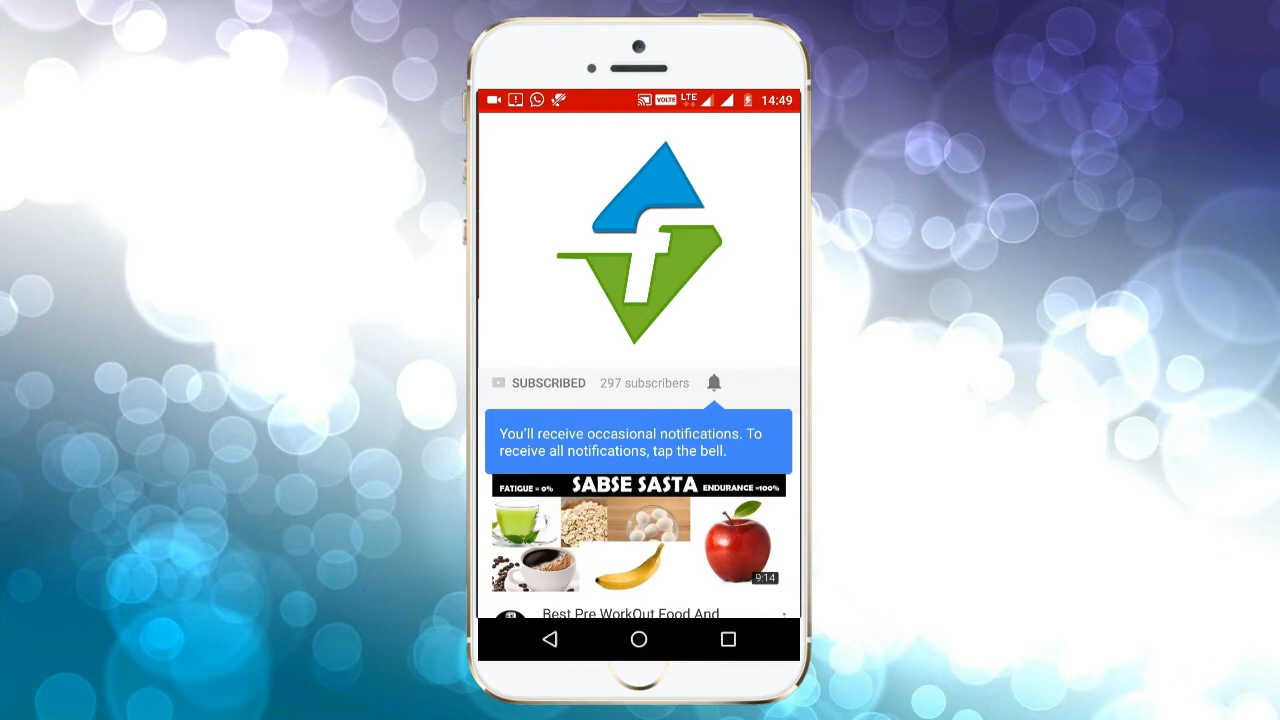 VOLTE LTE 14:49
f
SUBSCRIBED 297 subscribers
You'll receive occasional notifications. To
receive all notifications, tap the bell.
FATIGUE = 0% SABSE SASTA ENDURANCE =100%
9:14
Best Pre WorkOut Food And